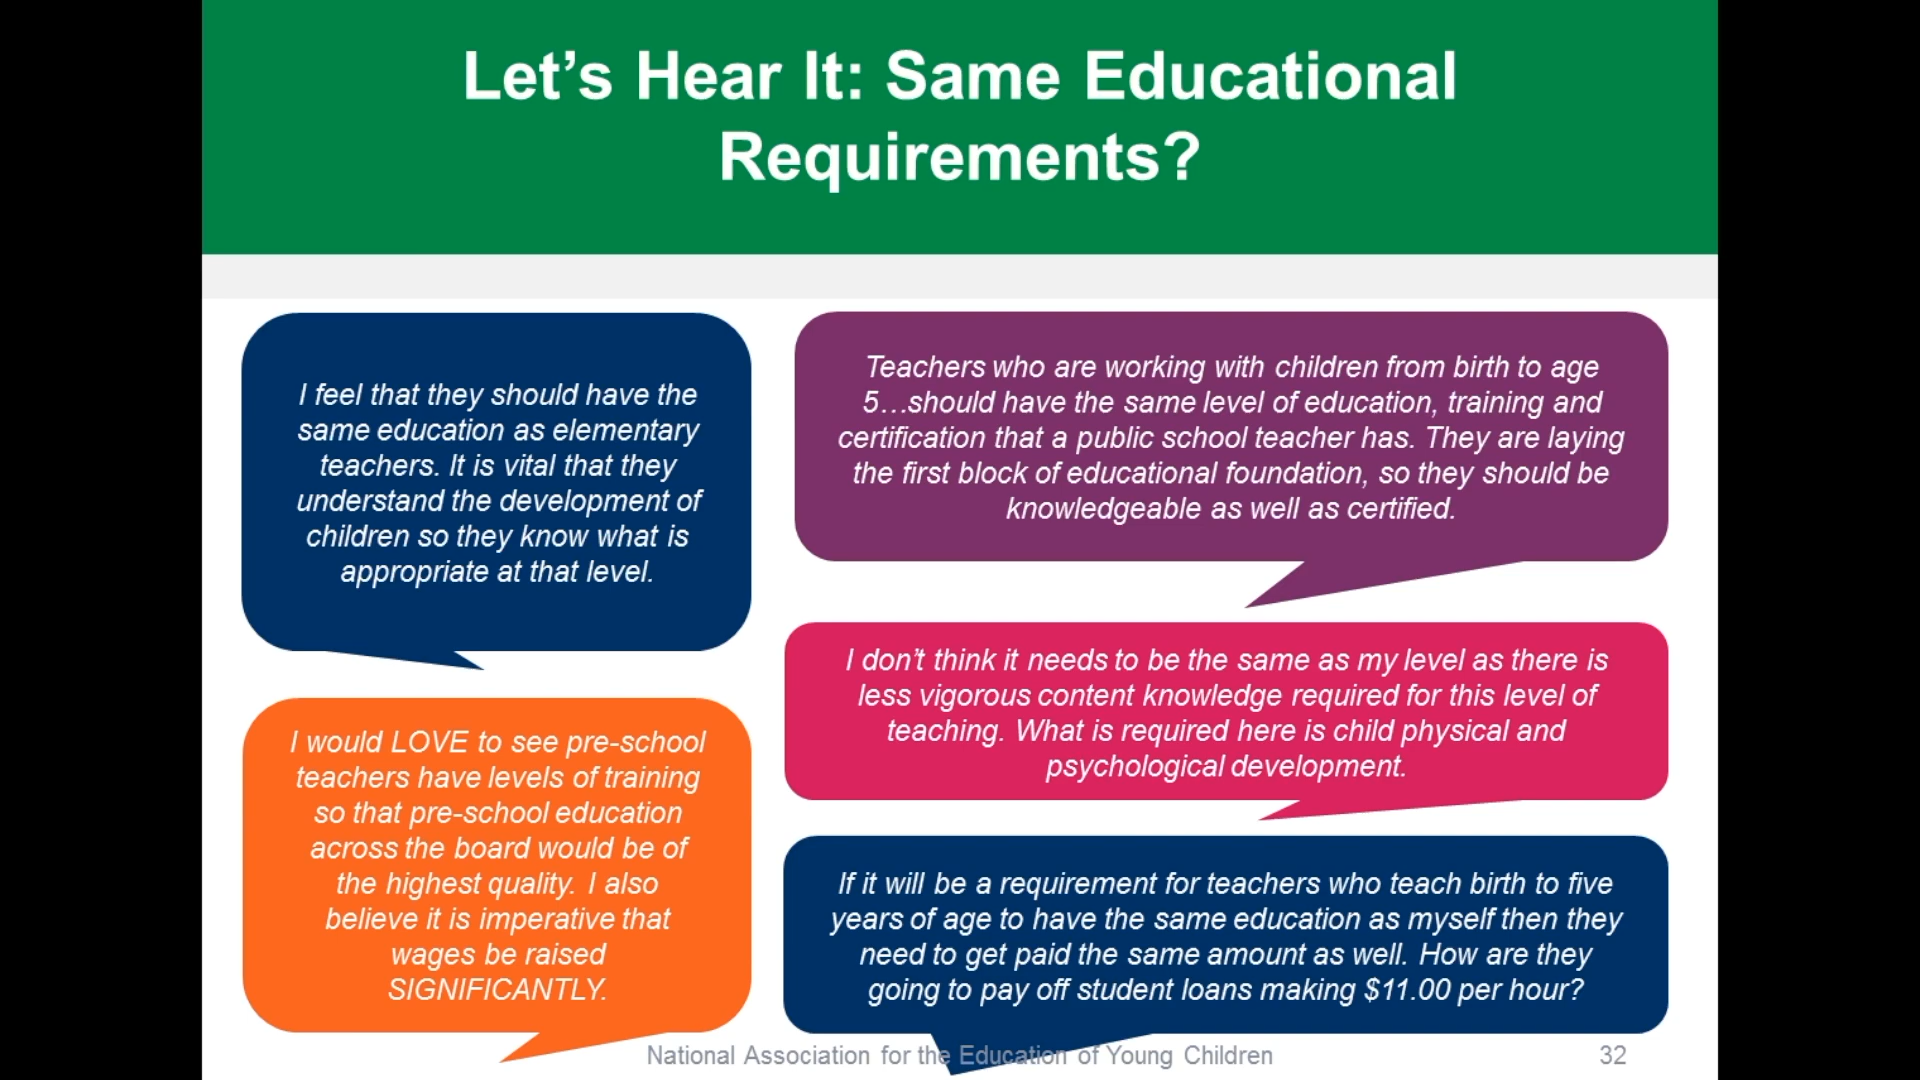 Let’s Hear It: Same Educational
Requirements?
I feel that they should have the
same education as elementary
teachers. It is vital that they
understand the development of
children so they know what is
appropriate at that level.
Teachers who are working with children from birth to age
5…should have the same level of education, training and
certification that a public school teacher has. They are laying
the first block of educational foundation, so they should be
knowledgeable as well as certified.
I don’t think it needs to be the same as my level as there is
less vigorous content knowledge required for this level of
teaching. What is required here is child physical and
psychological development.
I would LOVE to see pre-school
teachers have levels of training
so that pre-school education
across the board would be of
the highest quality. I also
believe it is imperative that
wages be raised
SIGNIFICANTLY.
If it will be a requirement for teachers who teach birth to five
years of age to have the same education as myself then they
need to get paid the same amount as well. How are they
going to pay off student loans making $11.00 per hour?
National Association for the Education of Young Children
32